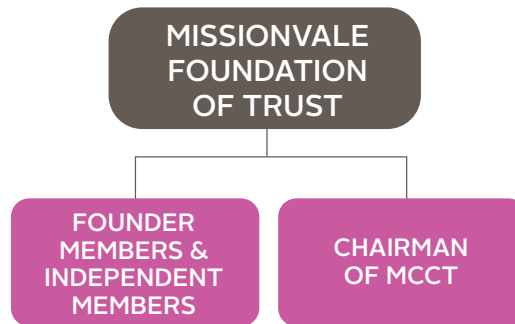 MISSIONVALE
FOUNDATION
OF TRUST
FOUNDER
MEMBERS &
INDEPENDENT
MEMBERS
CHAIRMAN
OF MCCT